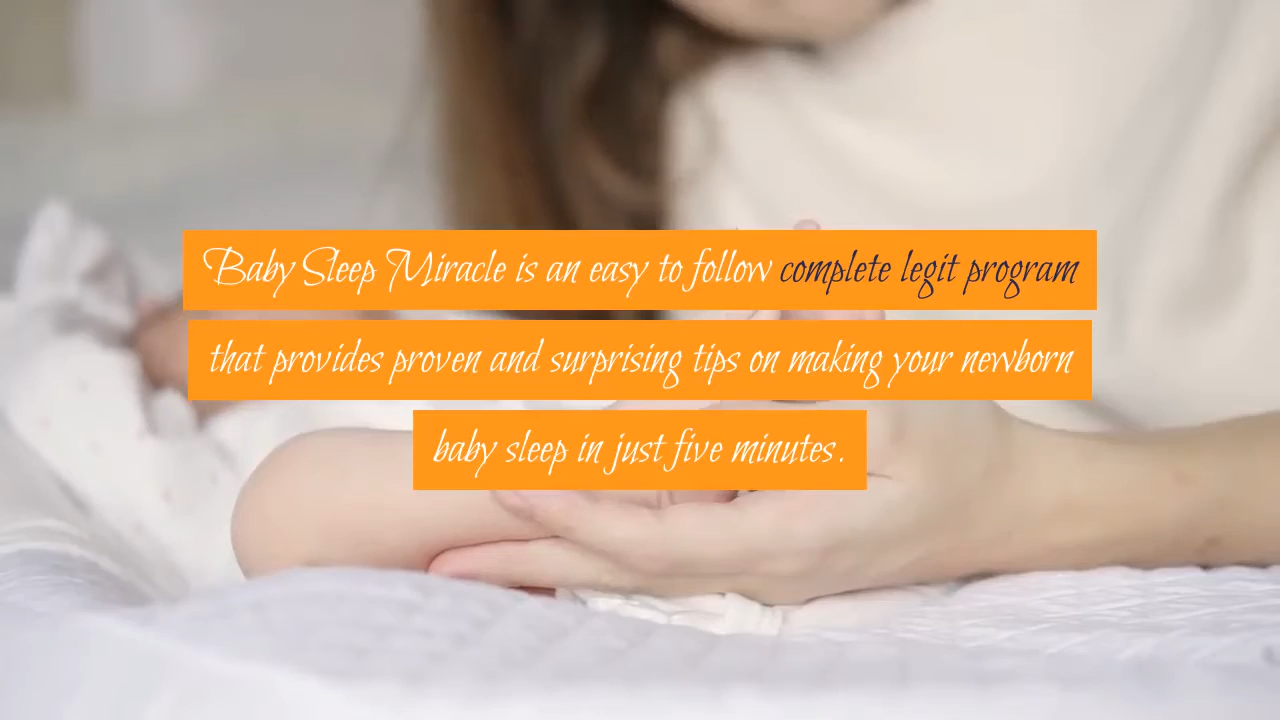 Baby Sleep Miracle is an easy to follow complete legit program
that provides proven and surprising tips on making your newborn
baby sleep in just five minutes.